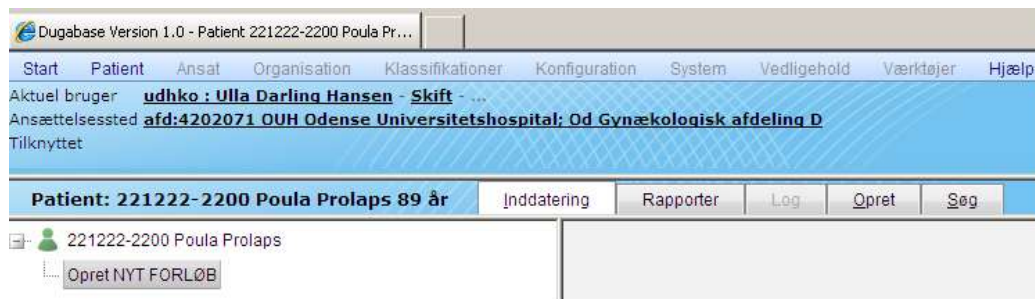 Dugabase Version 1.0 - Patient 221222-2200 Poula Pr...
Start Patient Ansat Organisation Klassifikationer Konfiguration System Vedligehold Værktøjer Hjælp
Aktuel bruger udhko : Ulla Darling Hansen - Skift - ...
Ansættelsessted afd:4202071 OUH Odense Universitetshospital; Od Gynækologisk afdeling D
Tilknyttet
Patient: 221222-2200 Poula Prolaps 89 år Inddatering Rapporter Log Opret Søg
221222-2200 Poula Prolaps
Opret NYT FORLØB